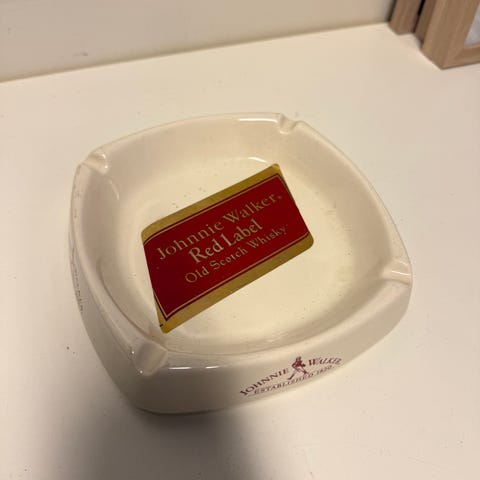 Johnnie Walker.
Red Label
Old Scotch Whisky
JOHNNIE WALKER
ESTABLISHED 1820